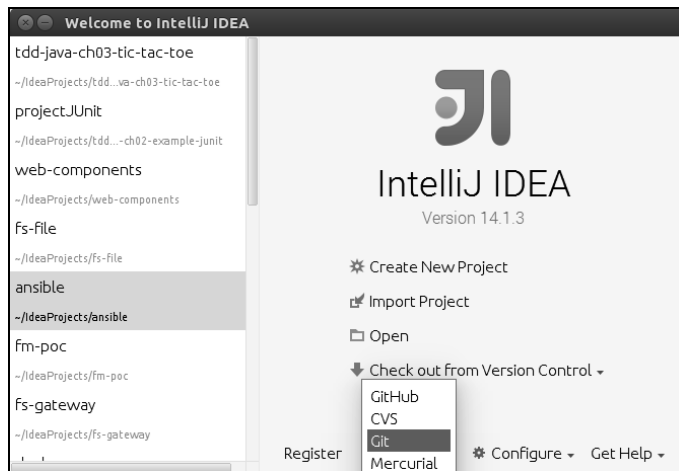 Welcome to IntelliJ IDEA
tdd-java-ch03-tic-tac-toe
~/IdeaProjects/tdd...va-ch03-tic-tac-toe
projectJUnit
~/IdeaProjects/tdd...-ch02-example-junit
web-components
~/IdeaProjects/web-components
fs-file
~/IdeaProjects/fs-file
ansible
~/IdeaProjects/ansible
fm-poc
~/IdeaProjects/fm-poc
fs-gateway
~/IdeaProjects/fs-gateway
IntelliJ IDEA
Version 14.1.3
Create New Project
Import Project
Open
Check out from Version Control
GitHub
CVS
Git
Mercurial
Register
Configure
Get Help